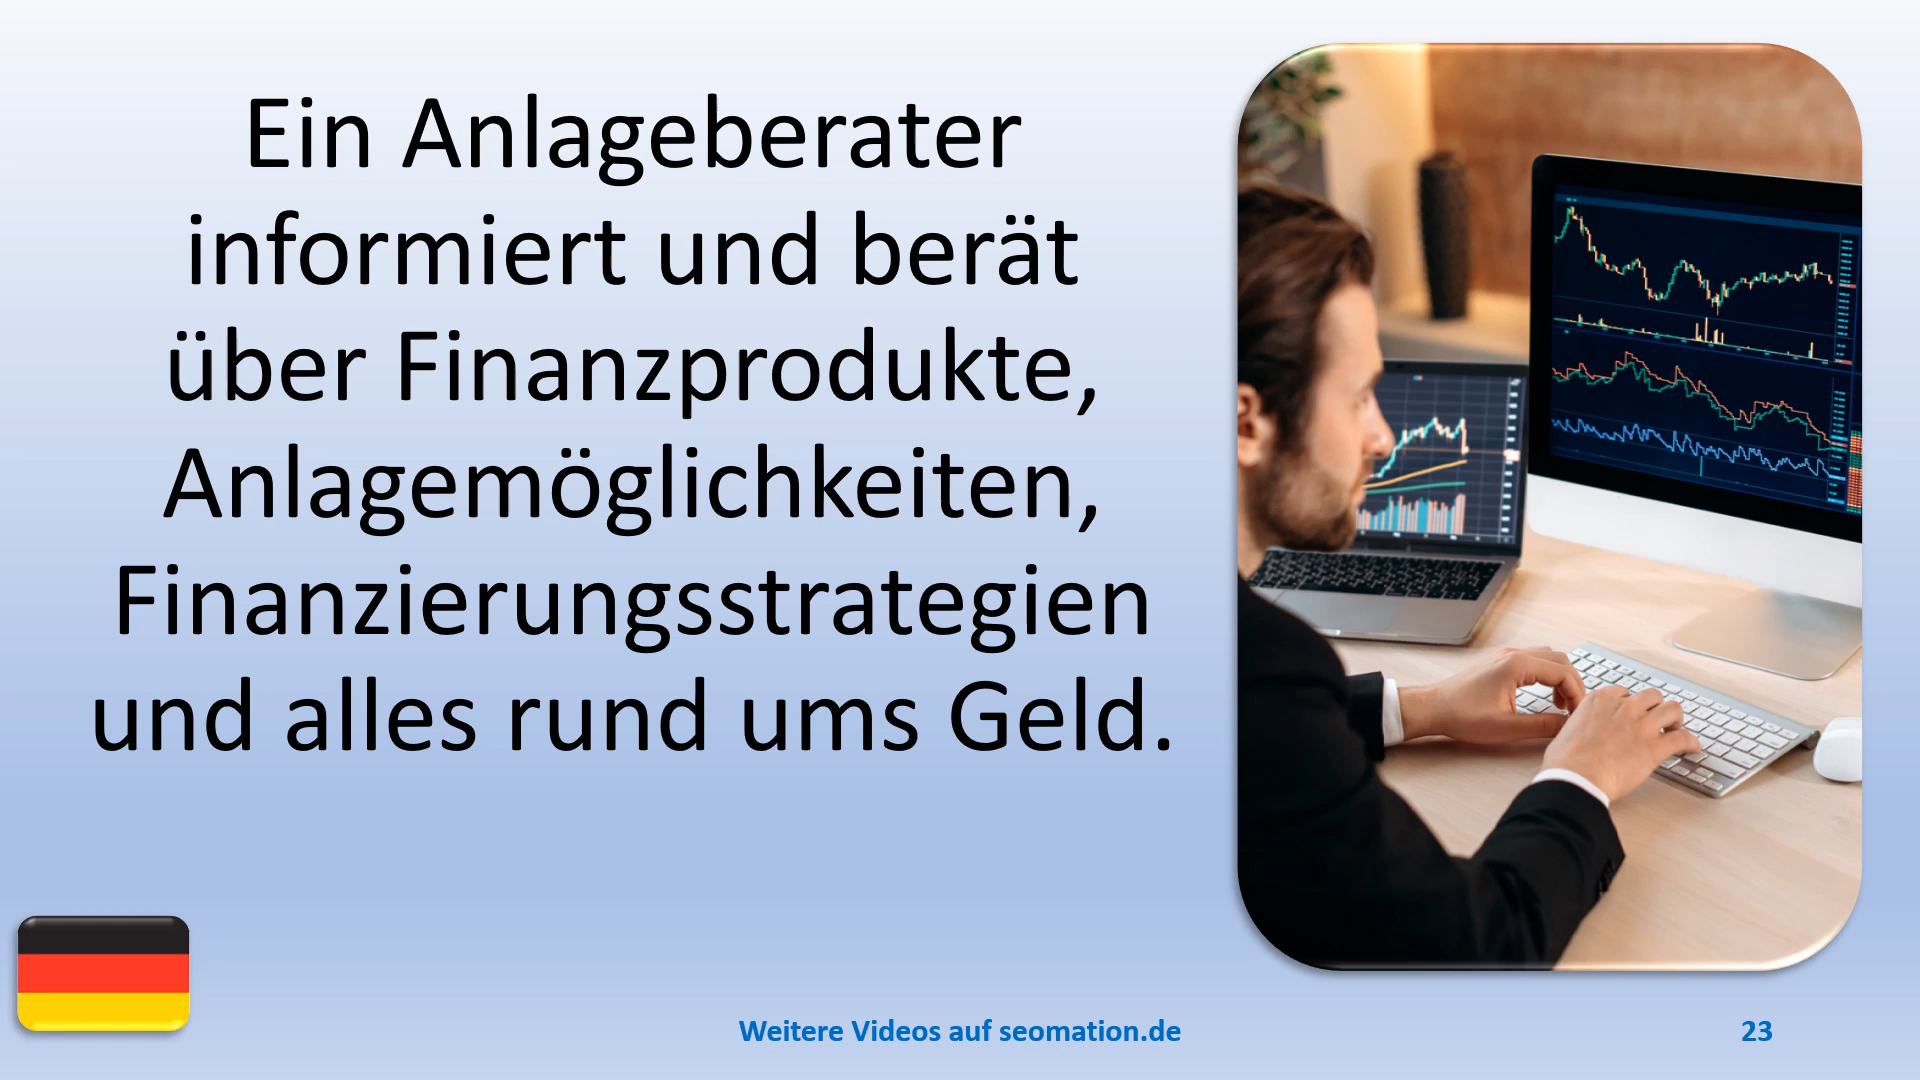 Ein Anlageberater
informiert und berät
über Finanzprodukte,
Anlagemöglichkeiten,
Finanzierungsstrategien
und alles rund ums Geld.
Weitere Videos auf seomation.de
23